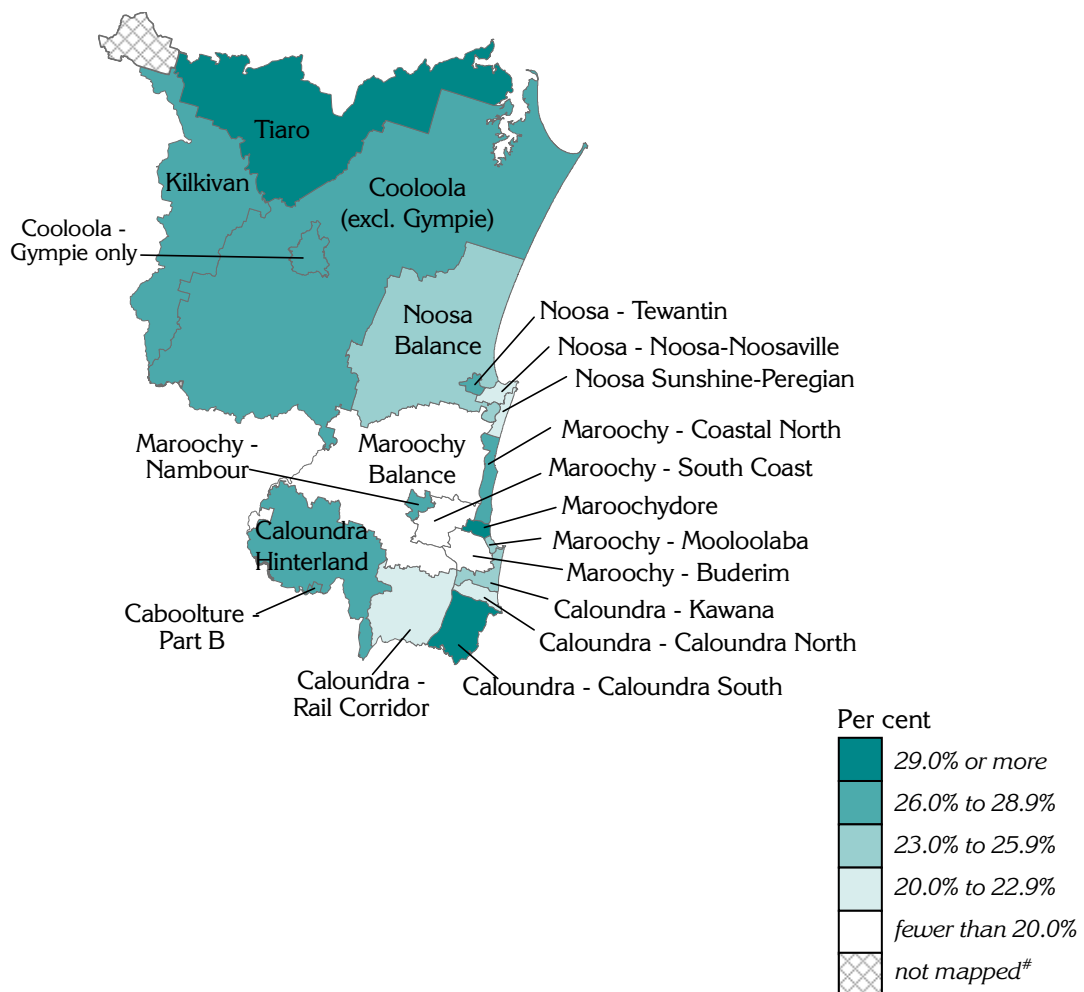 Tiaro
Kilkivan
Cooloola
(excl. Gympie)
Cooloola -
Gympie only
Noosa
Balance
Noosa - Tewantin
Noosa - Noosa-Noosaville
Noosa Sunshine-Peregian
Maroochy - Coastal North
Maroochy -
Nambour
Maroochy
Balance
Maroochy - South Coast
Maroochydore
Caloundra
Hinterland
Maroochy - Mooloolaba
Maroochy - Buderim
Caboolture -
Part B
Caloundra - Kawana
Caloundra - Caloundra North
Caloundra -
Rail Corridor
Caloundra - Caloundra South
Per cent
29.0% or more
26.0% to 28.9%
23.0% to 25.9%
20.0% to 22.9%
fewer than 20.0%
not mapped#